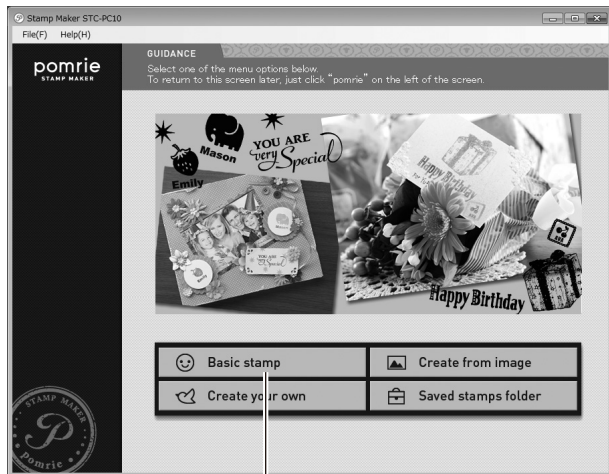 Stamp Maker STC-PC10
File(F) Help(H)
pomrie
STAMP MAKER
GUIDANCE
Select one of the menu options below.
To return to this screen later, just click “pomrie” on the left of the screen.
Mason
Emily
YOU ARE
very Special
YOU ARE
Happy Birthday
Happy Birthday
Basic stamp
Create from image
Create your own
Saved stamps folder
STAMP MAKER
P
Pomrie